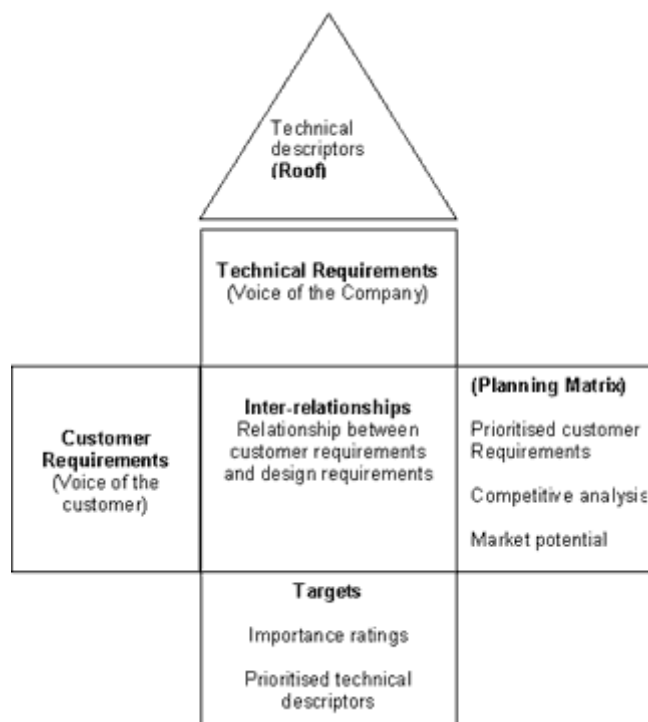 Technical
descriptors
(Roof)
Technical Requirements
(Voice of the Company)
Customer
Requirements
(Voice of the
customer)
Inter-relationships
Relationship between
customer requirements
and design requirements
(Planning Matrix)
Prioritised customer
Requirements
Competitive analysis
Market potential
Targets
Importance ratings
Prioritised technical
descriptors